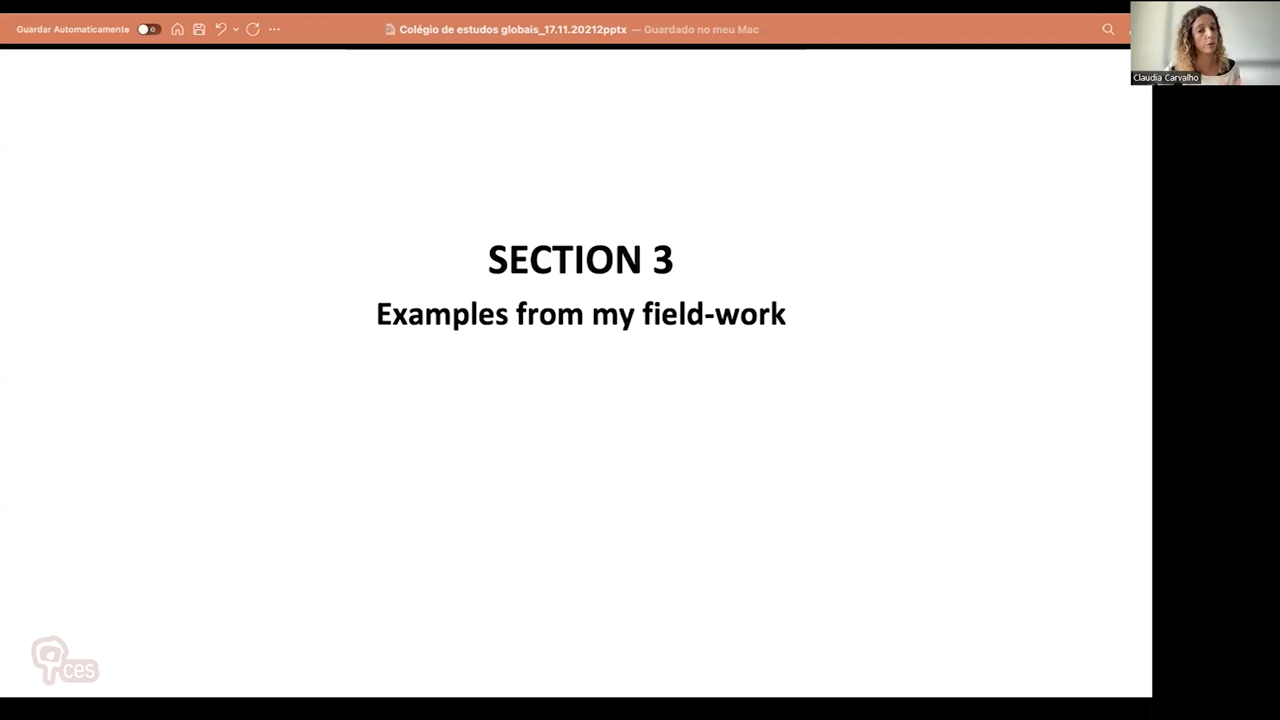 Guardar Automaticamente
Colégio de estudos globais_17.11.20212pptx — Guardado no meu Mac
Claudia Carvalho
SECTION 3
Examples from my field-work
ces